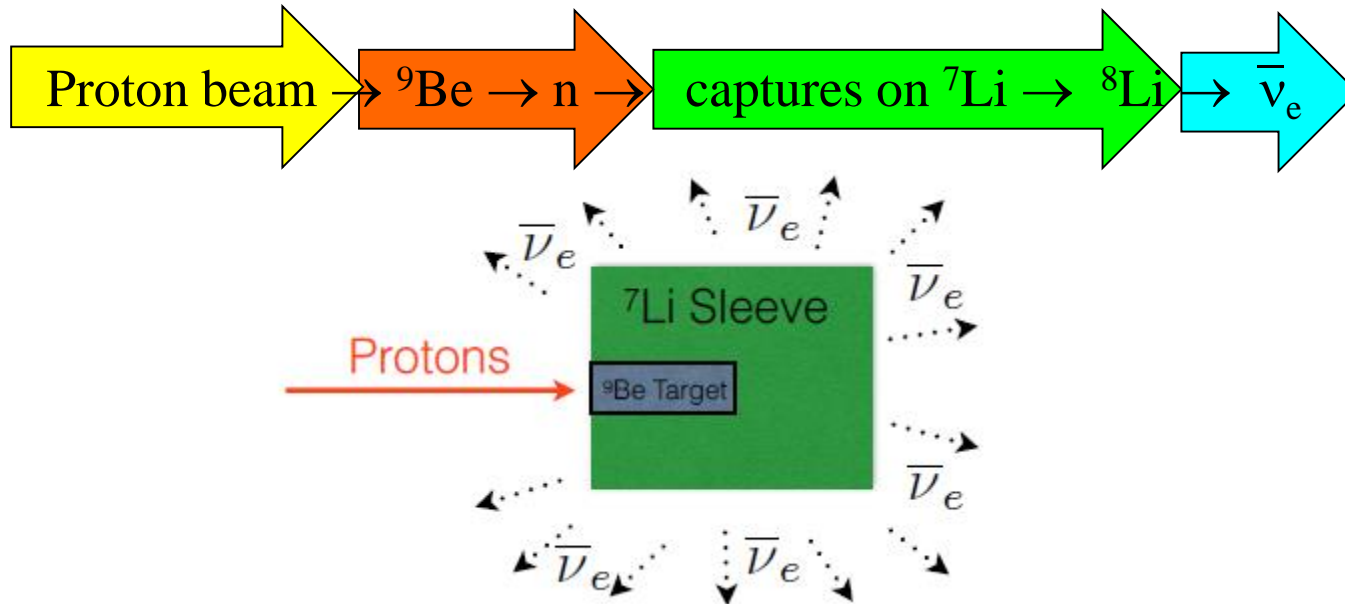 Proton beam → ⁹Be → n → captures on ⁷Li → ⁸Li → ν̅ₑ
ν̅ₑ
ν̅ₑ
⁷Li Sleeve
ν̅ₑ
Protons
⁹Be Target
ν̅ₑ
ν̅ₑ
ν̅ₑ